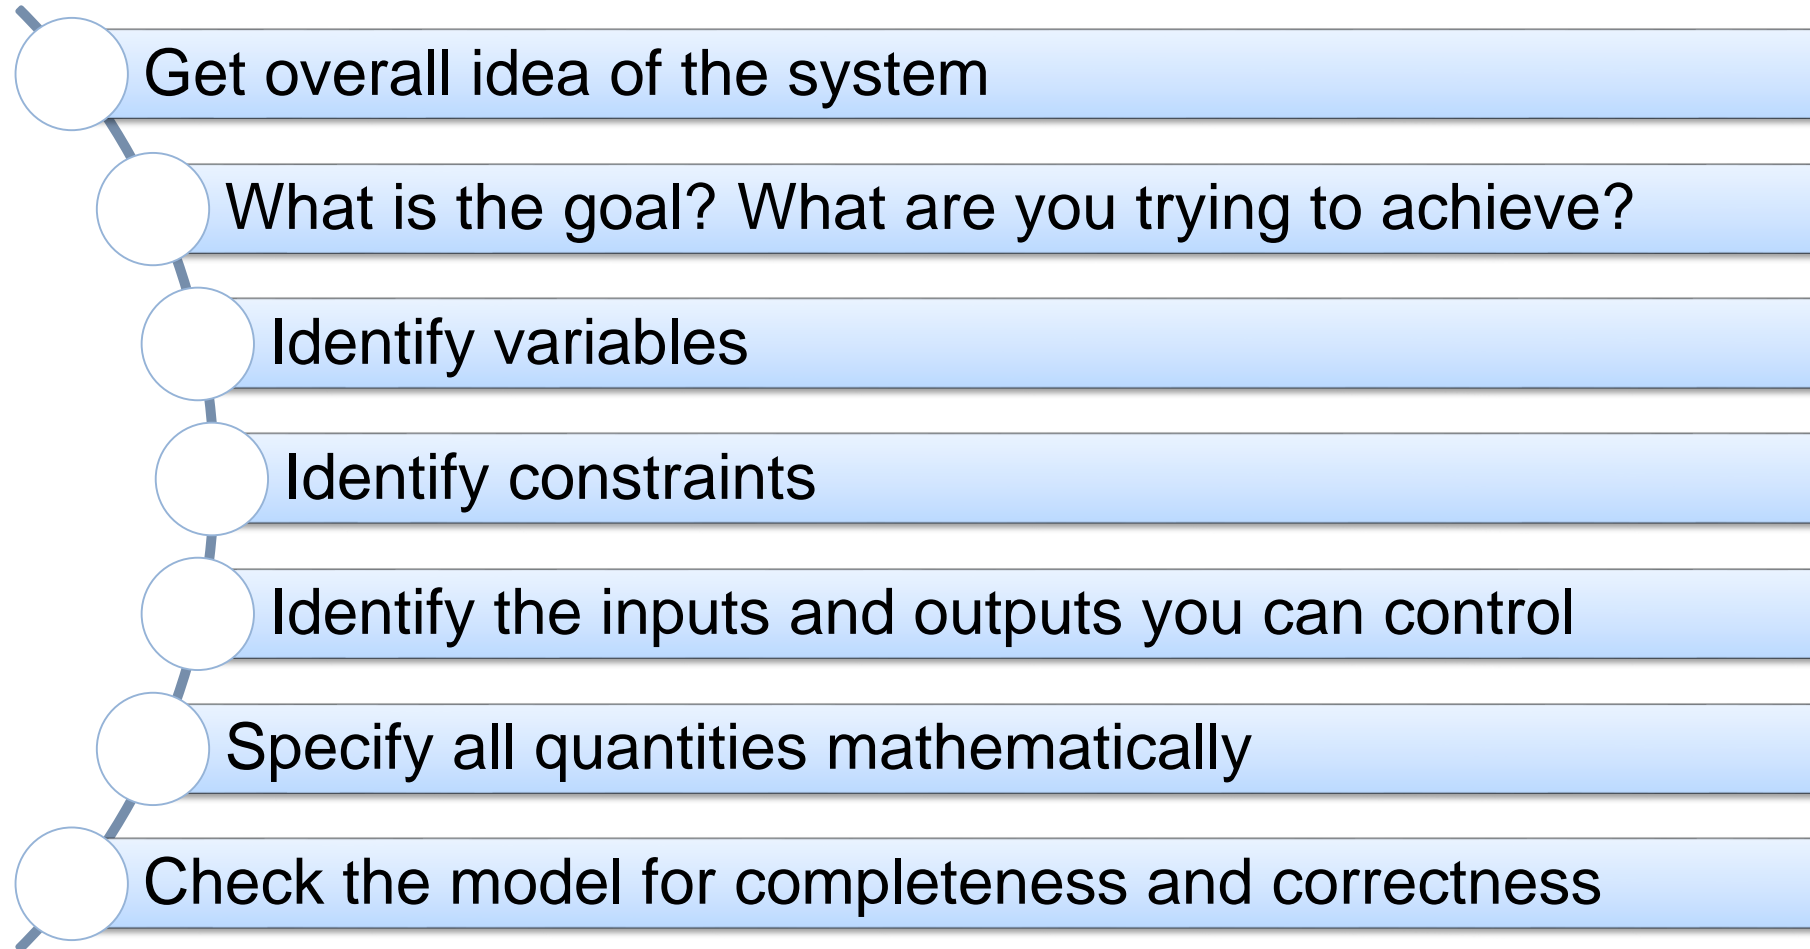 Get overall idea of the system
What is the goal? What are you trying to achieve?
Identify variables
Identify constraints
Identify the inputs and outputs you can control
Specify all quantities mathematically
Check the model for completeness and correctness